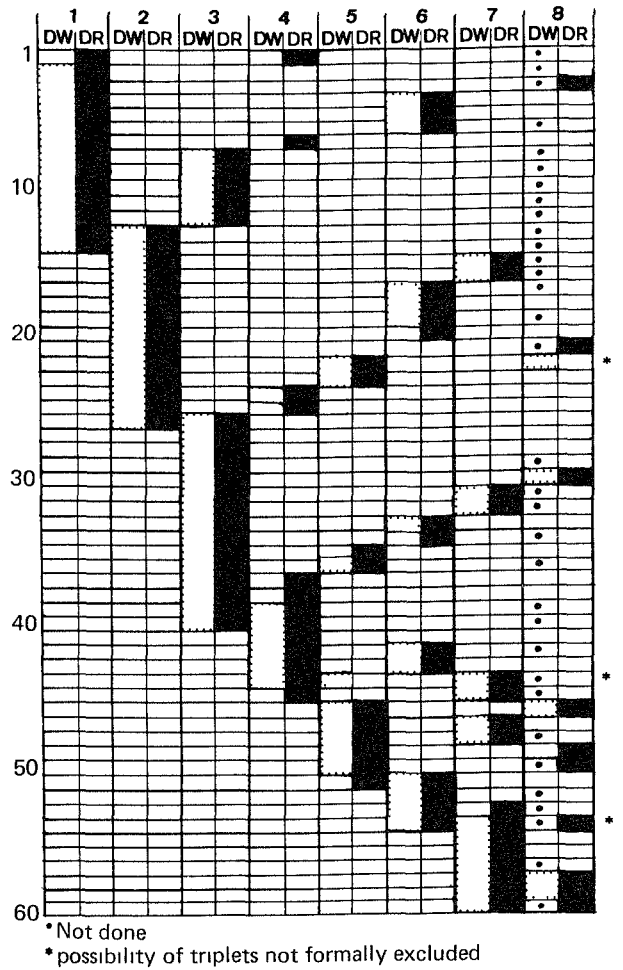 1 2 3 4 5 6 7 8
DW DR DW DR DW DR DW DR DW DR DW DR DW DR DW DR
1
10
20
*
30
40
*
50
*
60
• Not done
* possibility of triplets not formally excluded